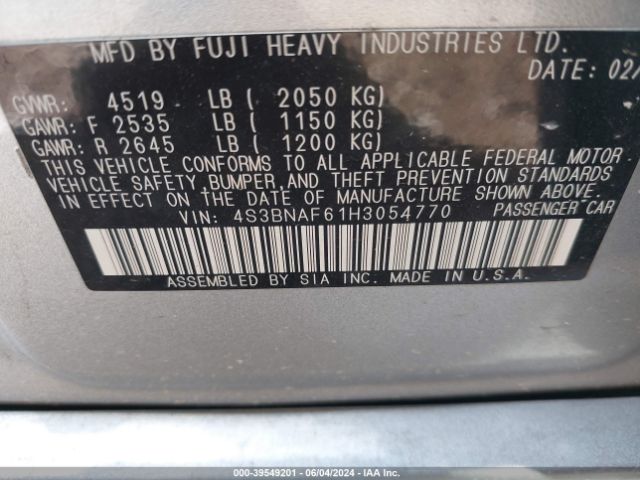 MFD BY FUJI HEAVY INDUSTRIES LTD.
DATE: 02/
GVWR: 4519 LB ( 2050 KG)
GAWR: F 2535 LB ( 1150 KG)
GAWR: R 2645 LB ( 1200 KG)
THIS VEHICLE CONFORMS TO ALL APPLICABLE FEDERAL MOTOR
VEHICLE SAFETY, BUMPER, AND THEFT PREVENTION STANDARDS
IN EFFECT ON THE DATE OF MANUFACTURE SHOWN ABOVE.
VIN: 4S3BNAF61H3054770 PASSENGER CAR
ASSEMBLED BY SIA INC. MADE IN U.S.A.
000-39549201 - 06/04/2024 - IAA Inc.